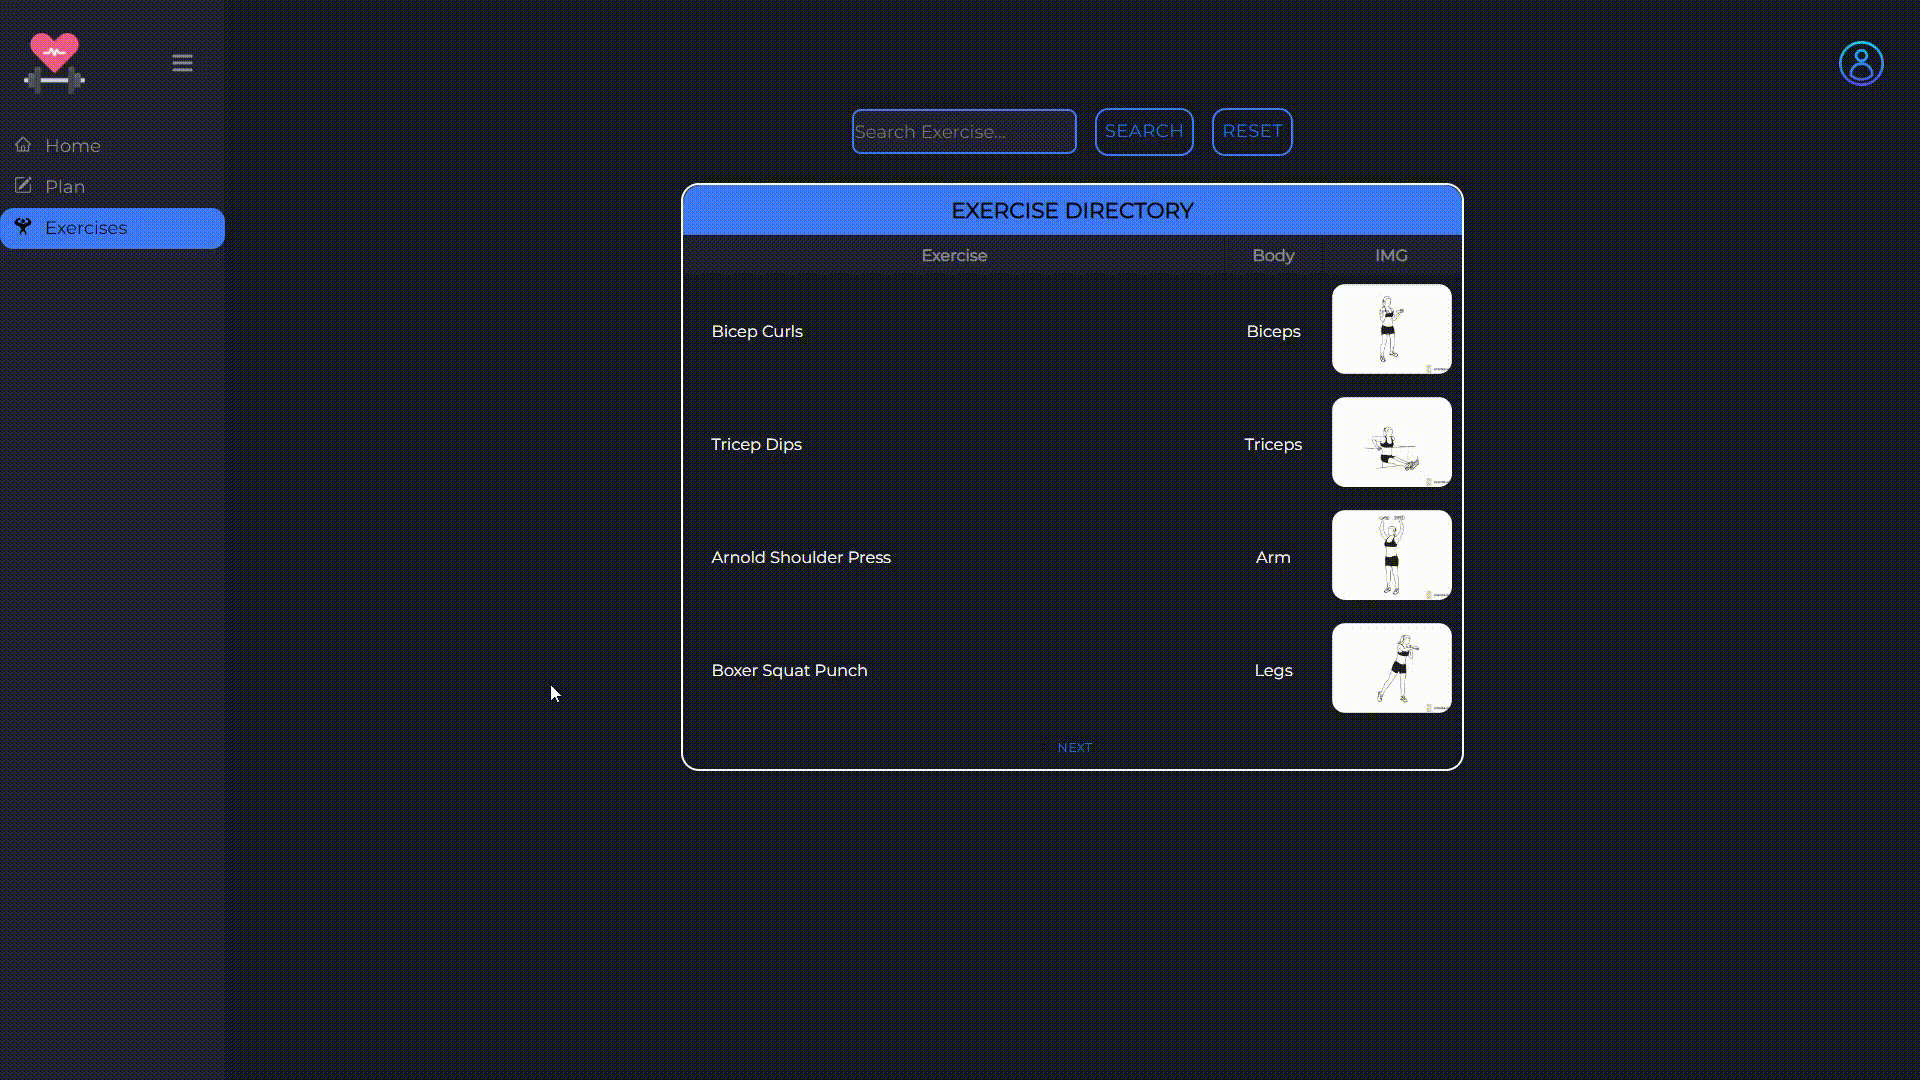 Home
Plan
Exercises
Search Exercise...
SEARCH
RESET
EXERCISE DIRECTORY
Exercise Body IMG
Bicep Curls Biceps
Tricep Dips Triceps
Arnold Shoulder Press Arm
Boxer Squat Punch Legs
NEXT